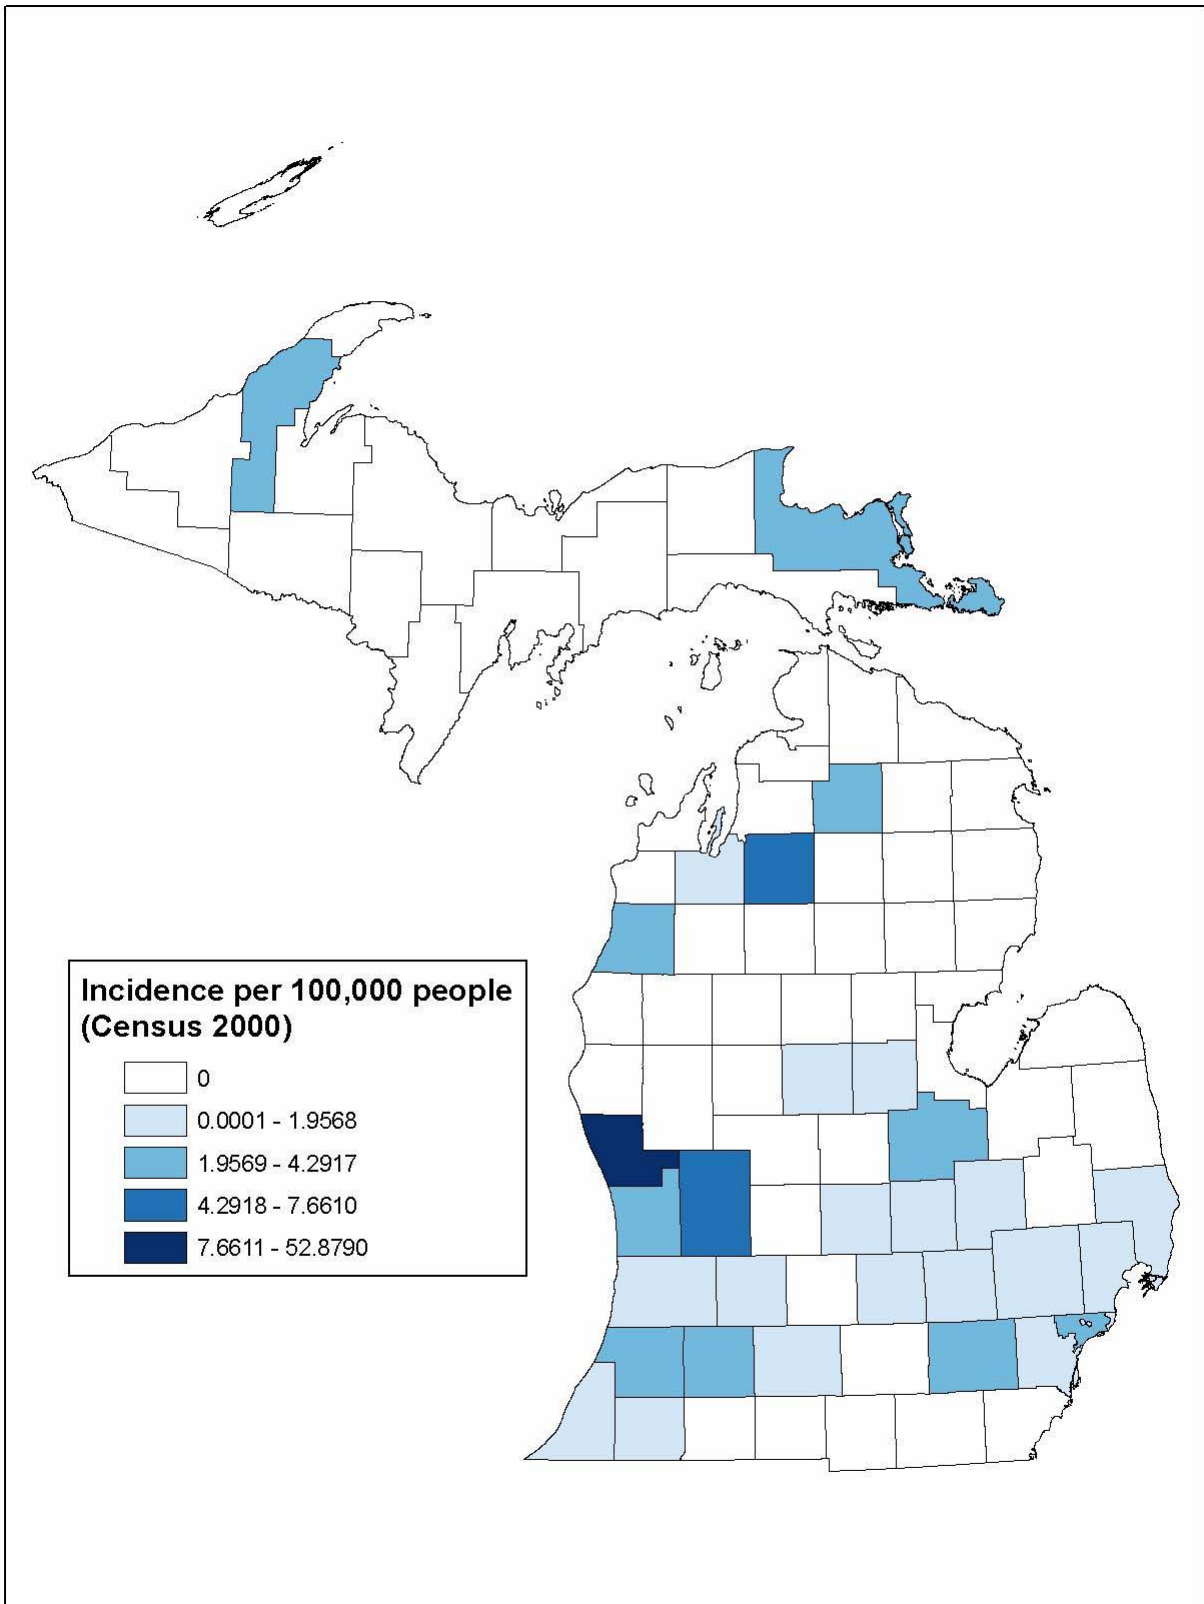 Incidence per 100,000 people
(Census 2000)
0
0.0001 - 1.9568
1.9569 - 4.2917
4.2918 - 7.6610
7.6611 - 52.8790